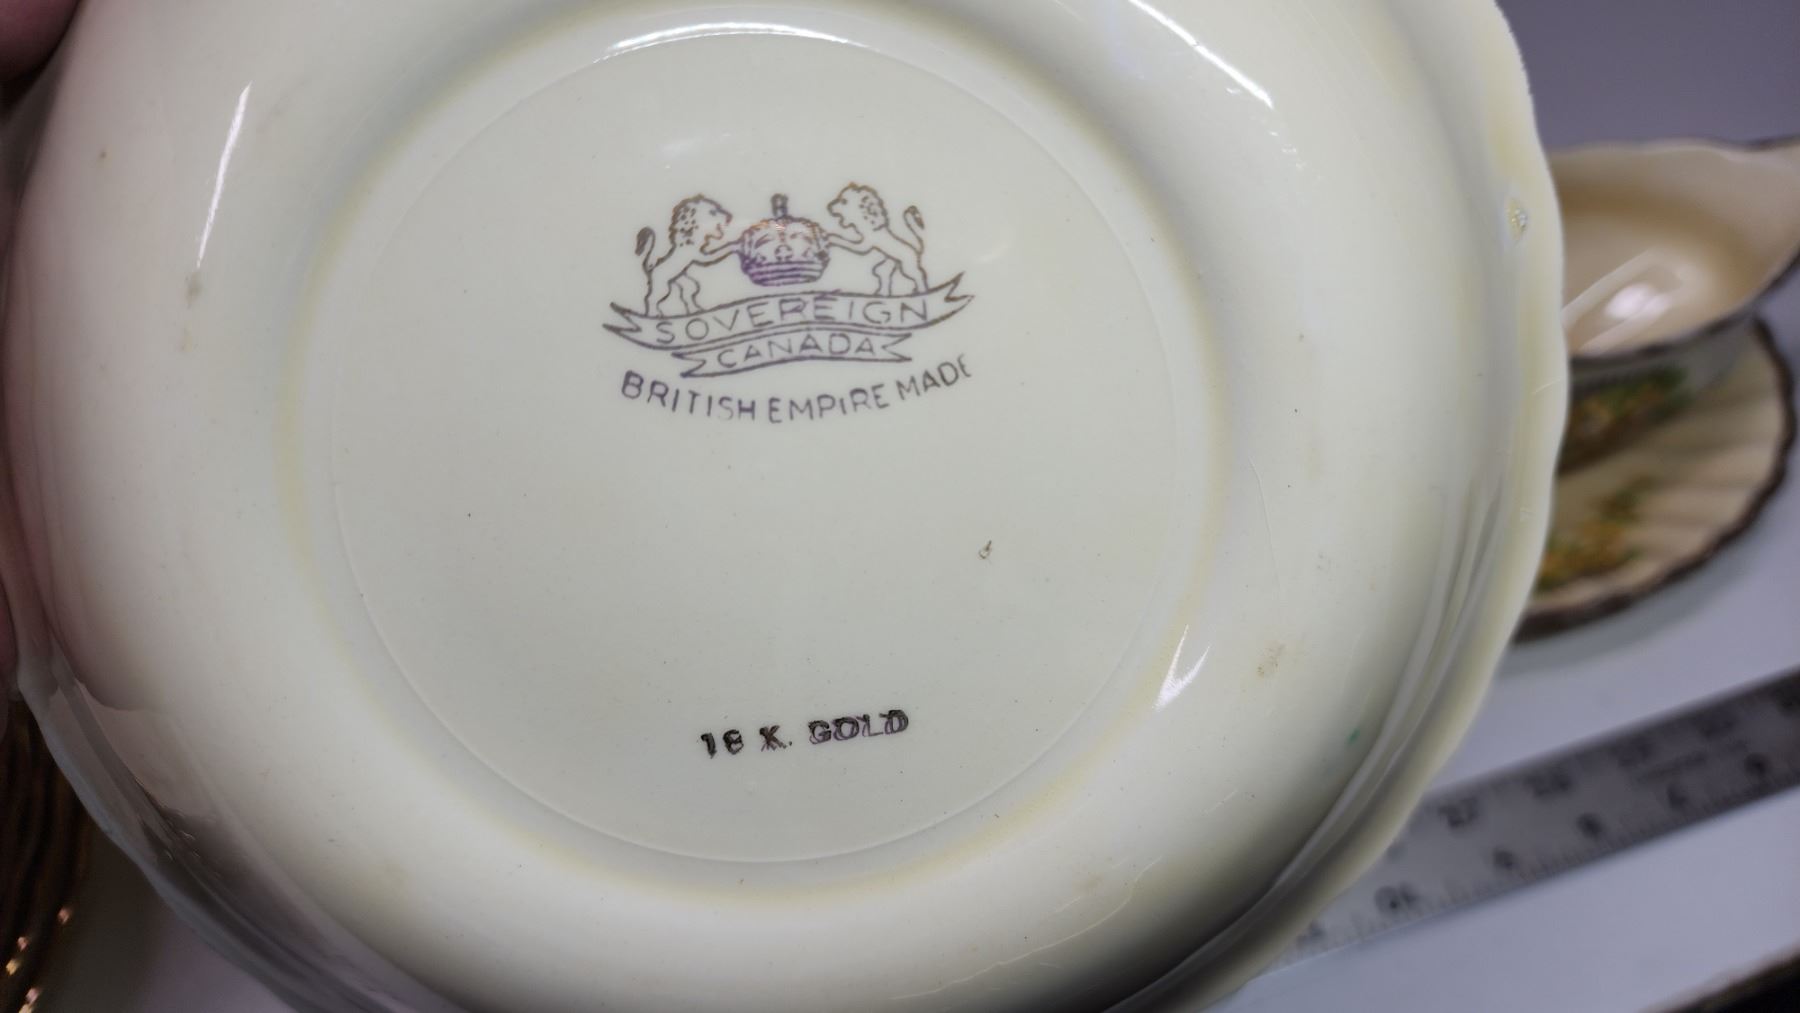 SOVEREIGN
CANADA
BRITISH EMPIRE MADE
18 K. GOLD